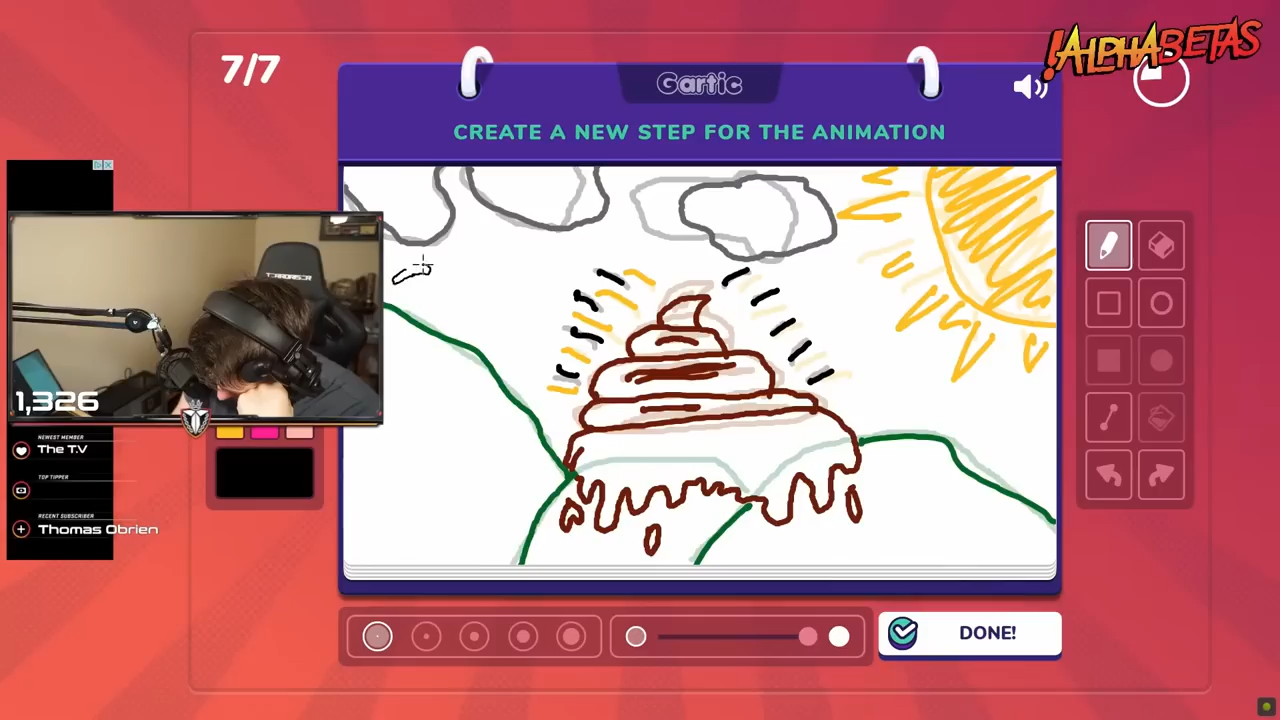 !ALPHABETAS
7/7
Gartic
CREATE A NEW STEP FOR THE ANIMATION
1,326
NEWEST MEMBER
The T.V
TOP TIPPER
RECENT SUBSCRIBER
Thomas Obrien
DONE!